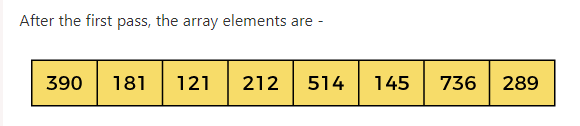 After the first pass, the array elements are -
390 181 121 212 514 145 736 289